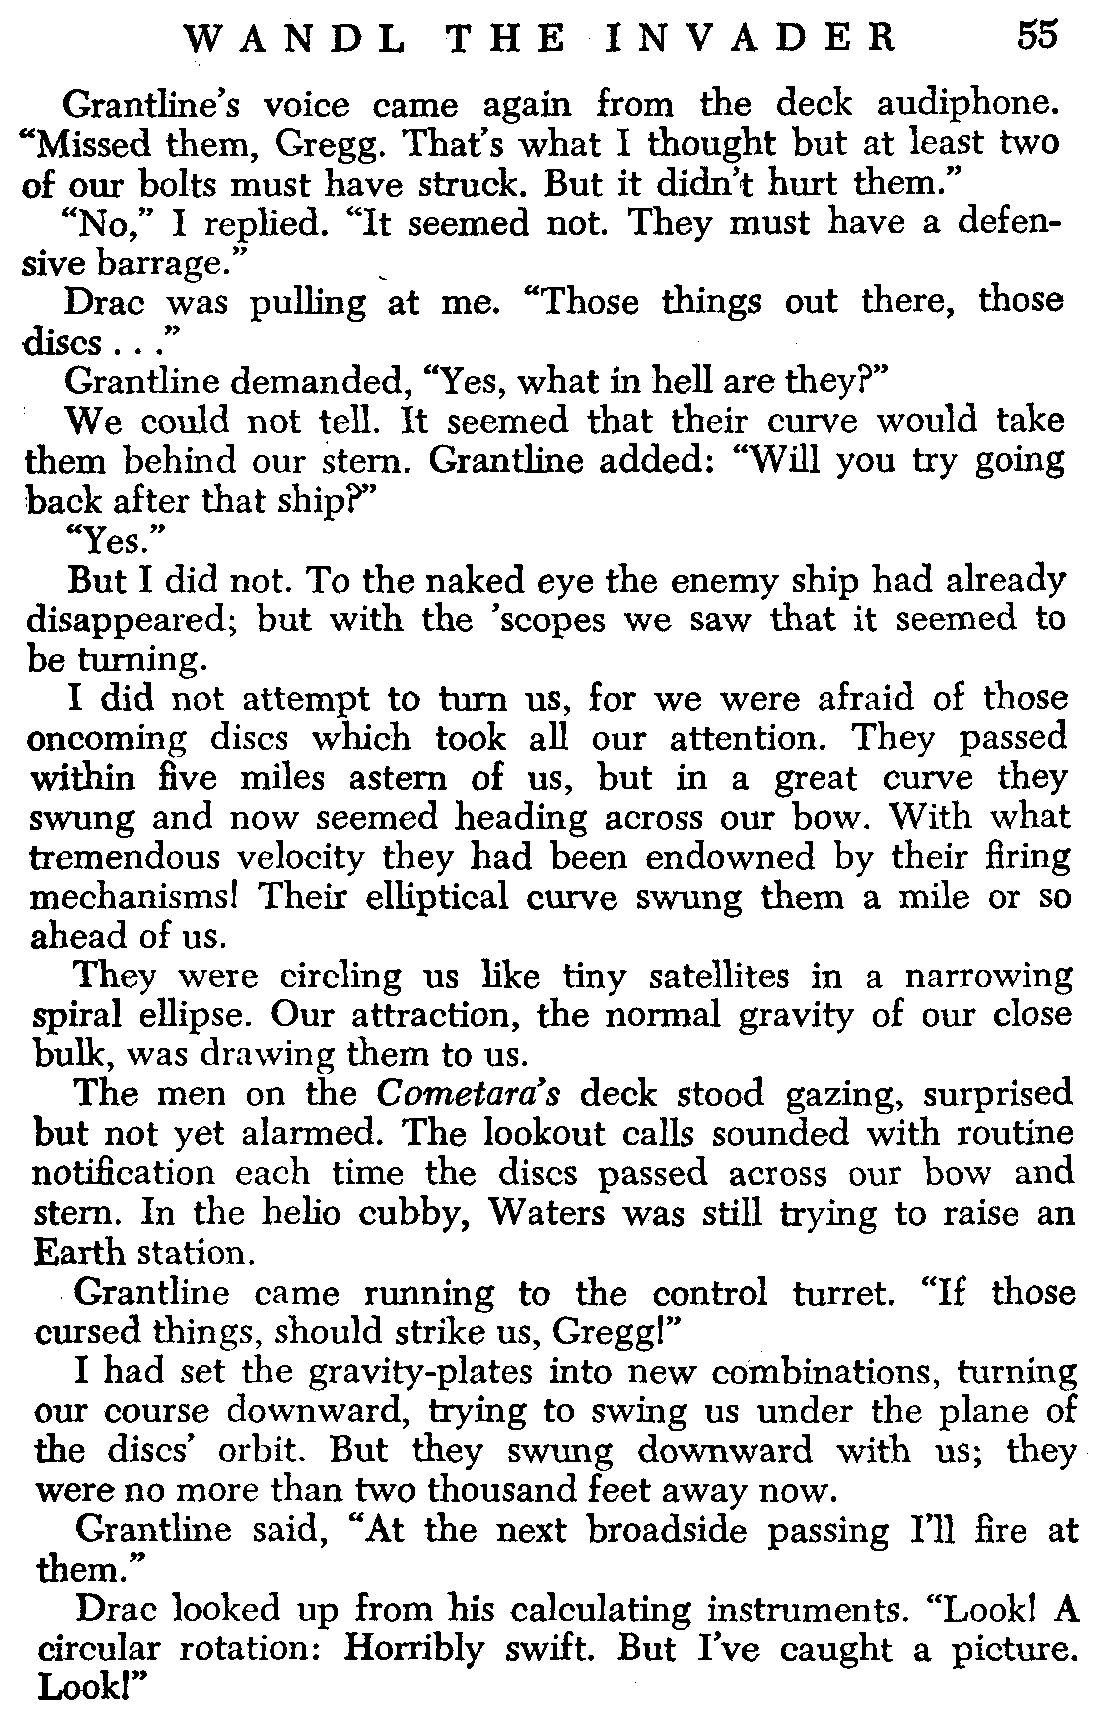 WANDL THE INVADER 55
Grantline's voice came again from the deck audiphone.
“Missed them, Gregg. That's what I thought but at least two
of our bolts must have struck. But it didn't hurt them.”
“No,” I replied. “It seemed not. They must have a defen-
sive barrage.”
Drac was pulling at me. “Those things out there, those
discs . . .”
Grantline demanded, “Yes, what in hell are they?”
We could not tell. It seemed that their curve would take
them behind our stern. Grantline added: “Will you try going
back after that ship?”
“Yes.”
But I did not. To the naked eye the enemy ship had already
disappeared; but with the 'scopes we saw that it seemed to
be turning.
I did not attempt to turn us, for we were afraid of those
oncoming discs which took all our attention. They passed
within five miles astern of us, but in a great curve they
swung and now seemed heading across our bow. With what
tremendous velocity they had been endowned by their firing
mechanisms! Their elliptical curve swung them a mile or so
ahead of us.
They were circling us like tiny satellites in a narrowing
spiral ellipse. Our attraction, the normal gravity of our close
bulk, was drawing them to us.
The men on the Cometara's deck stood gazing, surprised
but not yet alarmed. The lookout calls sounded with routine
notification each time the discs passed across our bow and
stern. In the helio cubby, Waters was still trying to raise an
Earth station.
Grantline came running to the control turret. “If those
cursed things, should strike us, Gregg!”
I had set the gravity-plates into new combinations, turning
our course downward, trying to swing us under the plane of
the discs' orbit. But they swung downward with us; they
were no more than two thousand feet away now.
Grantline said, “At the next broadside passing I'll fire at
them.”
Drac looked up from his calculating instruments. “Look! A
circular rotation: Horribly swift. But I've caught a picture.
Look!”